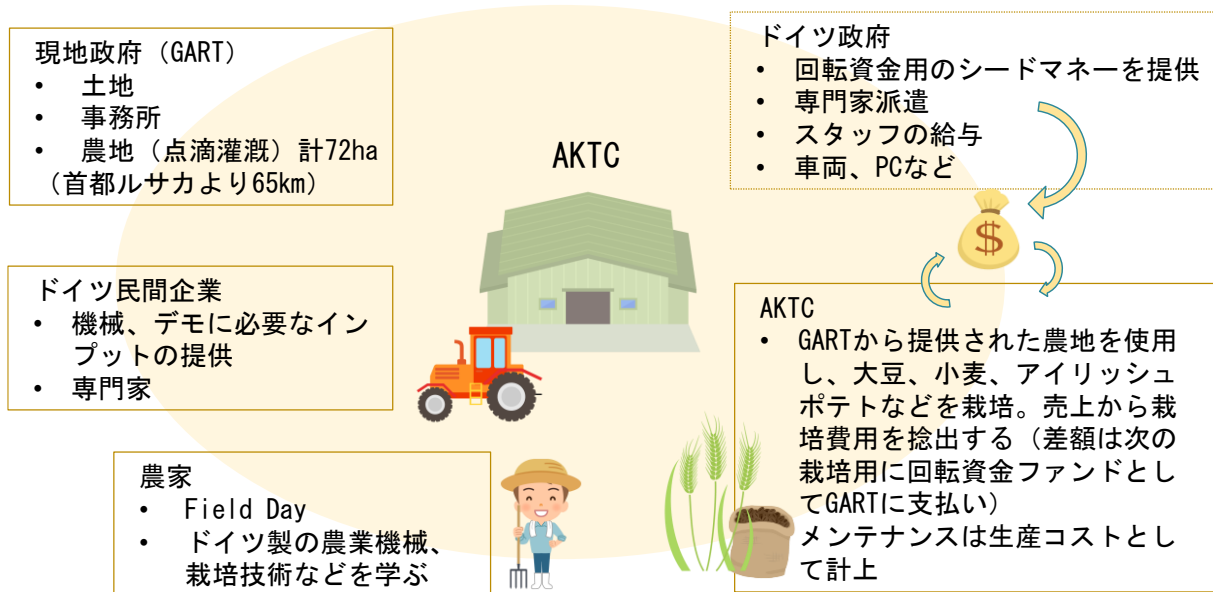 現地政府（GART）
• 土地
• 事務所
• 農地（点滴灌漑）計72ha
（首都ルサカより65km）
ドイツ政府
• 回転資金用のシードマネーを提供
• 専門家派遣
• スタッフの給与
• 車両、PCなど
AKTC
$
ドイツ民間企業
• 機械、デモに必要なイン
プットの提供
• 専門家
AKTC
• GARTから提供された農地を使用
し、大豆、小麦、アイリッシュ
ポテトなどを栽培。売上から栽
培費用を捻出する（差額は次の
栽培用に回転資金ファンドとし
てGARTに支払い）
メンテナンスは生産コストとし
て計上
農家
• Field Day
• ドイツ製の農業機械、
栽培技術などを学ぶ